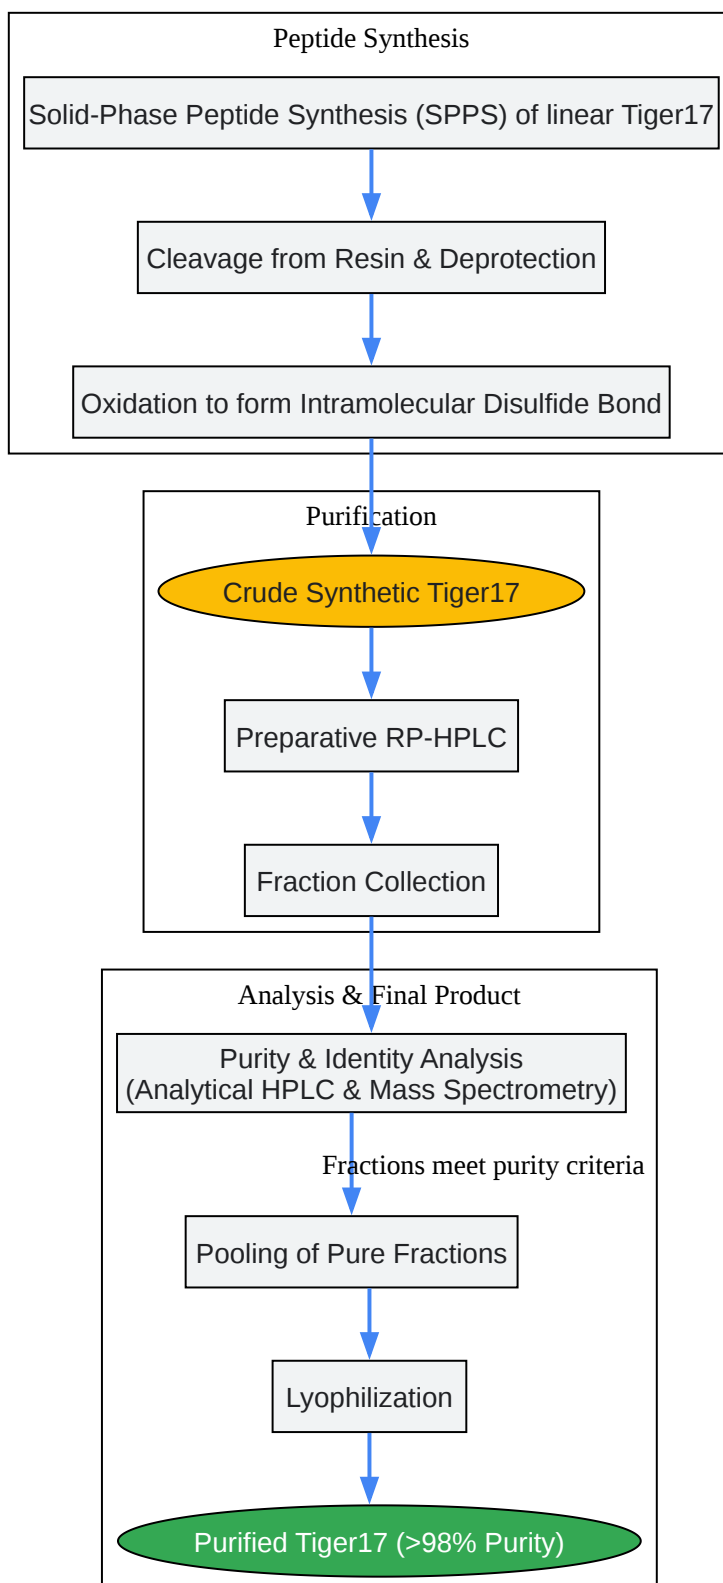 Peptide Synthesis
Solid-Phase Peptide Synthesis (SPPS) of linear Tiger17
Cleavage from Resin & Deprotection
Oxidation to form Intramolecular Disulfide Bond
Purification
Crude Synthetic Tiger17
Preparative RP-HPLC
Fraction Collection
Analysis & Final Product
Purity & Identity Analysis
(Analytical HPLC & Mass Spectrometry)
Fractions meet purity criteria
Pooling of Pure Fractions
Lyophilization
Purified Tiger17 (>98% Purity)